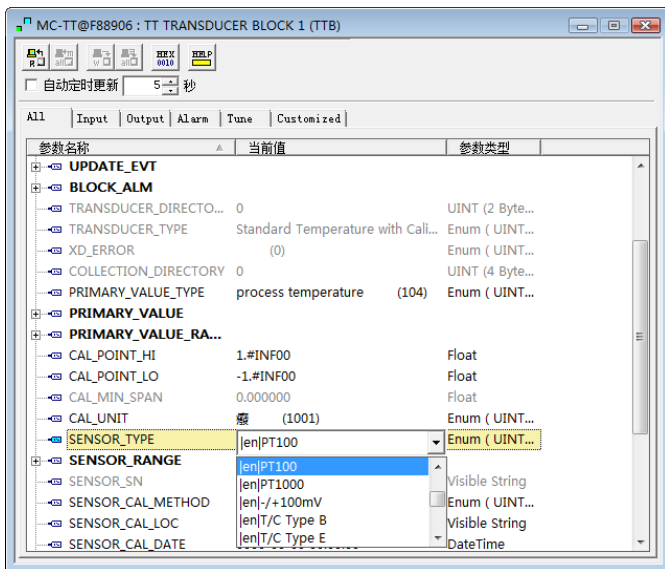 MC-TT@F88906 : TT TRANSDUCER BLOCK 1 (TTB)
HEX 0010 HELP
自动定时更新 5 秒
All Input Output Alarm Tune Customized
参数名称 当前值 参数类型
UPDATE_EVT
BLOCK_ALM
TRANSDUCER_DIRECTO... 0 UINT (2 Byte...
TRANSDUCER_TYPE Standard Temperature with Cali... Enum ( UINT...
XD_ERROR (0) Enum ( UINT...
COLLECTION_DIRECTORY 0 UINT (4 Byte...
PRIMARY_VALUE_TYPE process temperature (104) Enum ( UINT...
PRIMARY_VALUE
PRIMARY_VALUE_RA...
CAL_POINT_HI 1.#INF00 Float
CAL_POINT_LO -1.#INF00 Float
CAL_MIN_SPAN 0.000000 Float
CAL_UNIT (1001) Enum ( UINT...
SENSOR_TYPE |en|PT100 Enum ( UINT...
SENSOR_RANGE |en|PT100
SENSOR_SN |en|PT1000 Visible String
SENSOR_CAL_METHOD |en|-/+100mV Enum ( UINT...
SENSOR_CAL_LOC |en|T/C Type B Visible String
SENSOR_CAL_DATE |en|T/C Type E DateTime